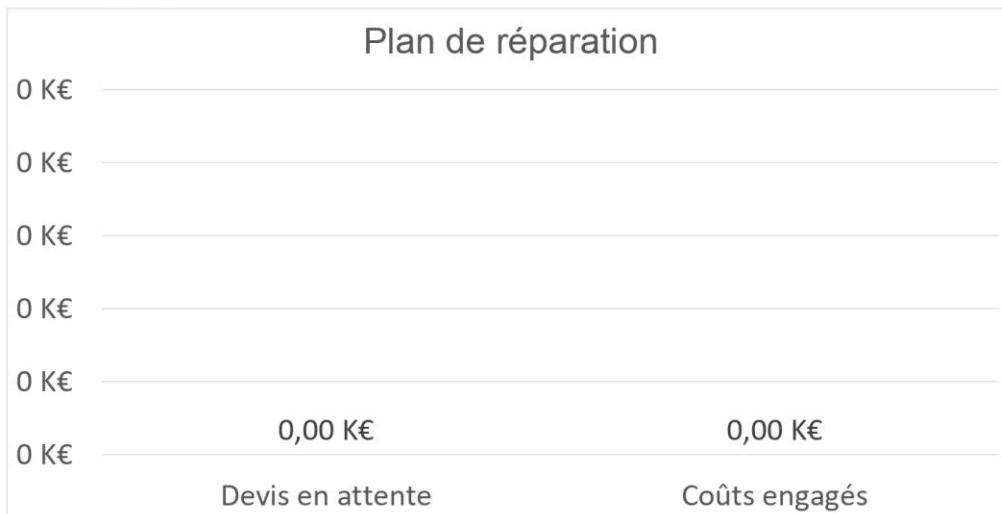 Plan de réparation
0 K€
0 K€
0 K€
0 K€
0 K€
0,00 K€ 0,00 K€
0 K€
Devis en attente Coûts engagés